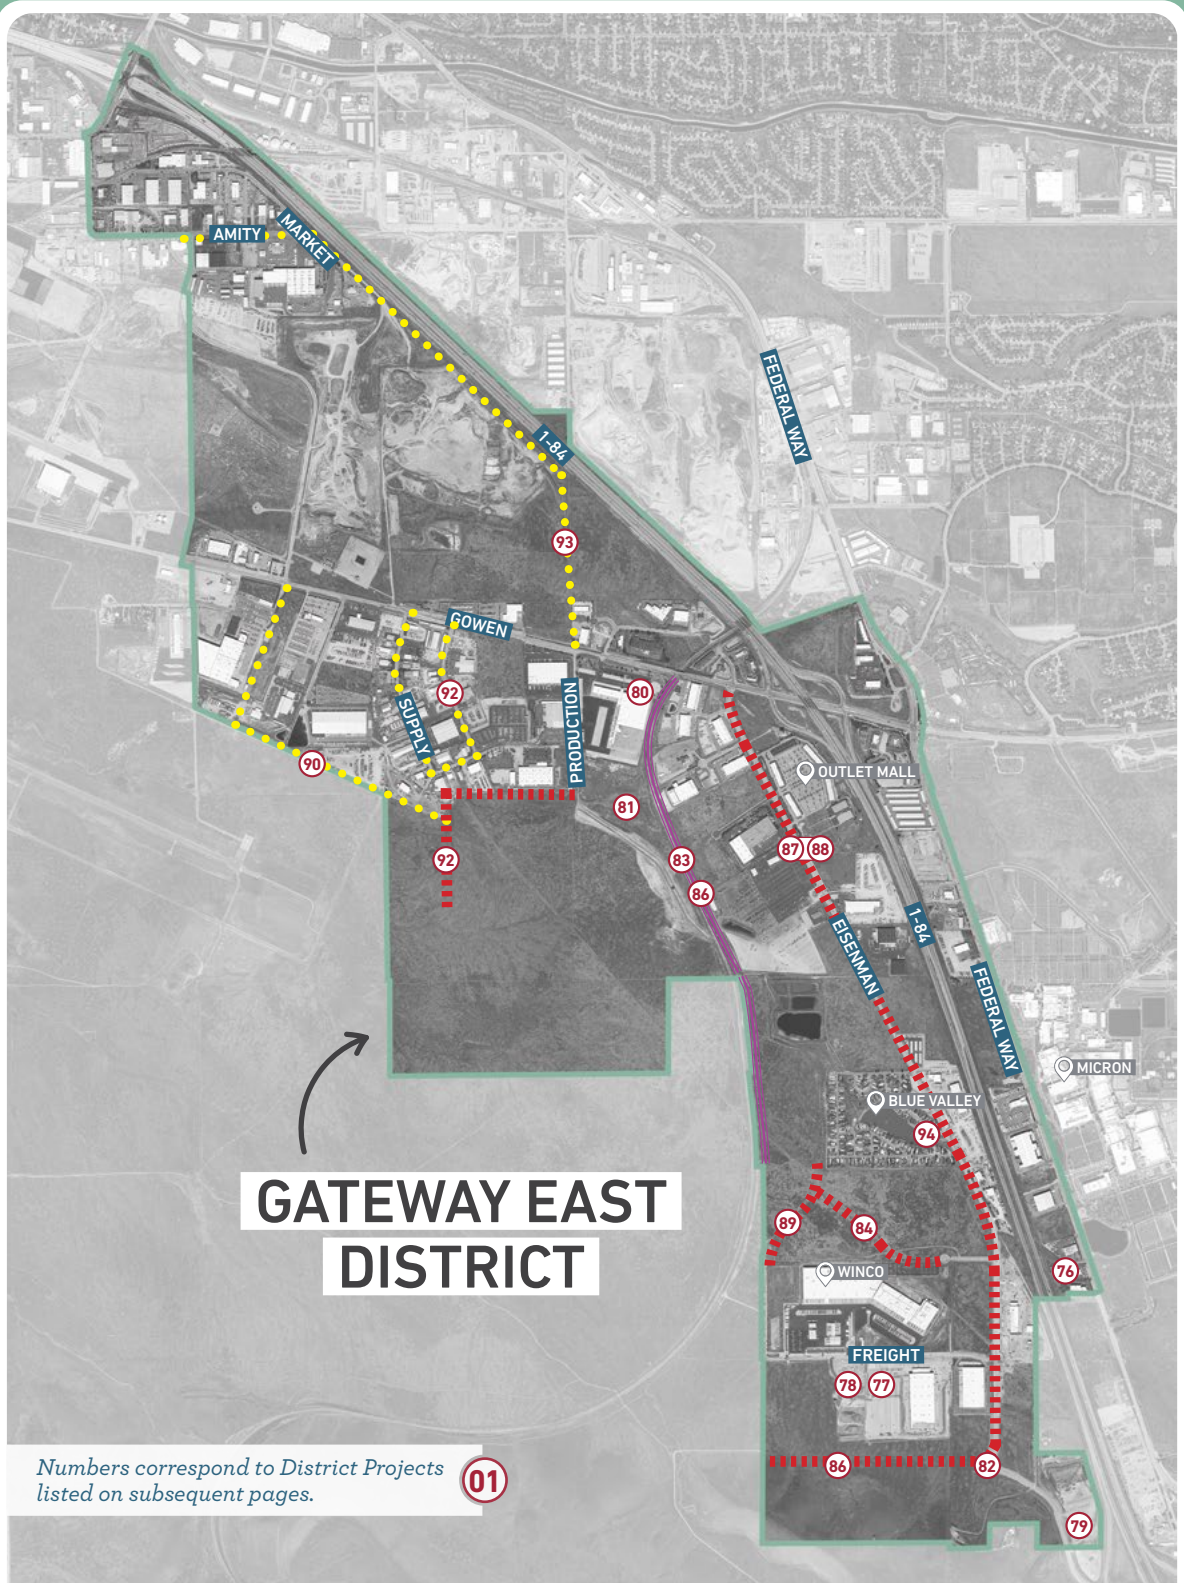 AMITY
MARKET
FEDERAL WAY
1-84
93
GOWEN
92
SUPPLY
PRODUCTION
80
90
OUTLET MALL
81
87
88
92
83
86
EISENMAN
1-84
FEDERAL WAY
MICRON
BLUE VALLEY
94
GATEWAY EAST
DISTRICT
89
84
WINCO
76
FREIGHT
78
77
86
82
79
Numbers correspond to District Projects
listed on subsequent pages.
01